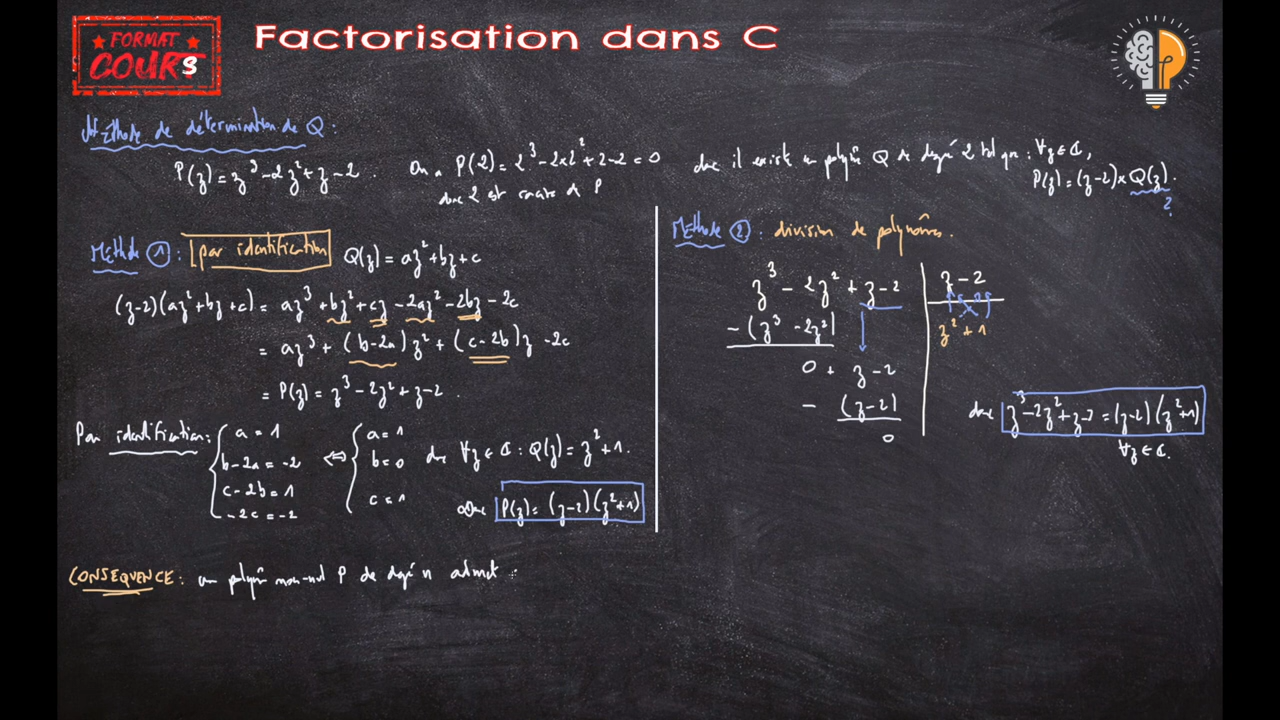 FORMAT
COURS
Factorisation dans C
Méthode de détermination de Q :
P(z) = z³ - 2z² + z - 2 . On a P(2) = 2³ - 2×2² + 2 - 2 = 0
donc 2 est racine de P
donc il existe un polynôme Q de degré 2 tel que : ∀z ∈ ℂ,
P(z) = (z-2) × Q(z).
?
Méthode ① : par identification Q(z) = az² + bz + c
(z-2)(az² + bz + c) = az³ + bz² + cz - 2az² - 2bz - 2c
= az³ + (b-2a)z² + (c-2b)z - 2c
= P(z) = z³ - 2z² + z - 2 .
Par identification : { a = 1
b - 2a = -2
c - 2b = 1
-2c = -2
⇔ { a = 1
b = 0
c = 1
donc ∀z ∈ ℂ : Q(z) = z² + 1.
Donc P(z) = (z-2)(z²+1)
Méthode ② : division de polynômes.
z³ - 2z² + z - 2 | z - 2
- (z³ - 2z²) z² + 1
0 + z - 2
- (z-2)
0
donc z³ - 2z² + z - 2 = (z-2)(z²+1)
∀z ∈ ℂ.
CONSEQUENCE : un polynôme non-nul P de degré n admet